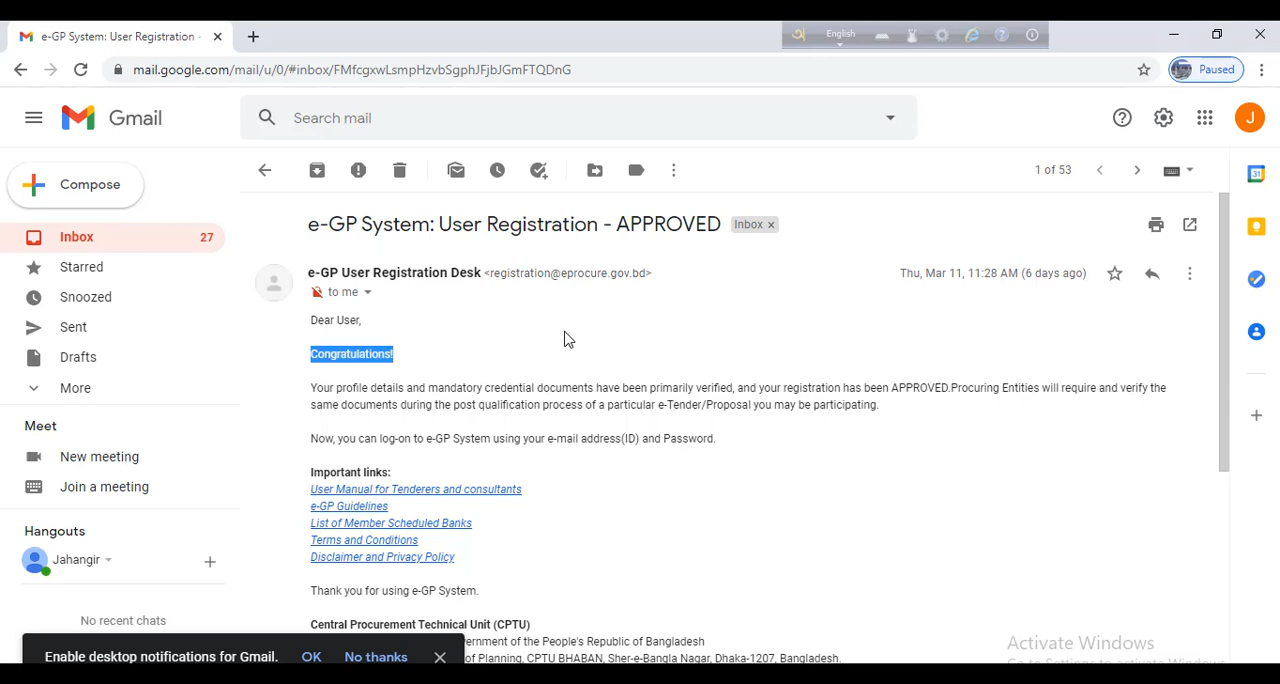 e-GP System: User Registration -
English
mail.google.com/mail/u/0/#inbox/FMfcgxwLsmpHzvbSgphJFjbJGmFTQDnG
Paused
Gmail
Search mail
J
Compose
1 of 53
Inbox 27
Starred
Snoozed
Sent
Drafts
More
Meet
New meeting
Join a meeting
Hangouts
Jahangir
No recent chats
e-GP System: User Registration - APPROVED Inbox x
e-GP User Registration Desk <registration@eprocure.gov.bd>
Thu, Mar 11, 11:28 AM (6 days ago)
to me
Dear User,
Congratulations!
Your profile details and mandatory credential documents have been primarily verified, and your registration has been APPROVED.Procuring Entities will require and verify the
same documents during the post qualification process of a particular e-Tender/Proposal you may be participating.
Now, you can log-on to e-GP System using your e-mail address(ID) and Password.
Important links:
User Manual for Tenderers and consultants
e-GP Guidelines
List of Member Scheduled Banks
Terms and Conditions
Disclaimer and Privacy Policy
Thank you for using e-GP System.
Central Procurement Technical Unit (CPTU)
ernment of the People's Republic of Bangladesh
of Planning, CPTU BHABAN, Sher-e-Bangla Nagar, Dhaka-1207, Bangladesh.
Enable desktop notifications for Gmail. OK No thanks
Activate Windows
31